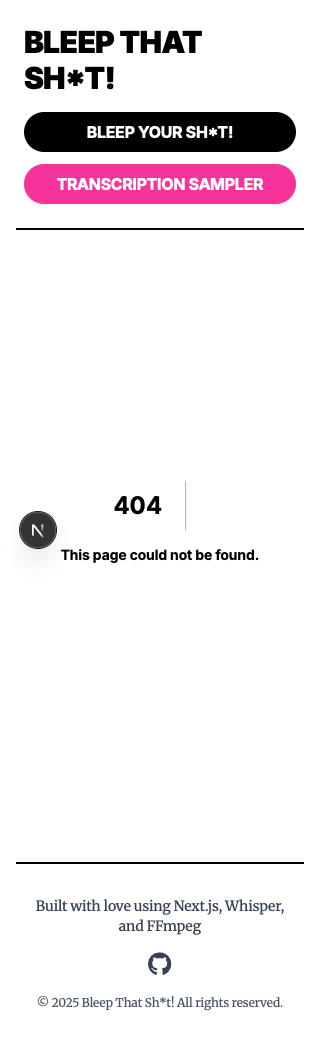 BLEEP THAT
SH*T!
BLEEP YOUR SH*T!
TRANSCRIPTION SAMPLER
404
N
This page could not be found.
Built with love using Next.js, Whisper,
and FFmpeg
© 2025 Bleep That Sh*t! All rights reserved.